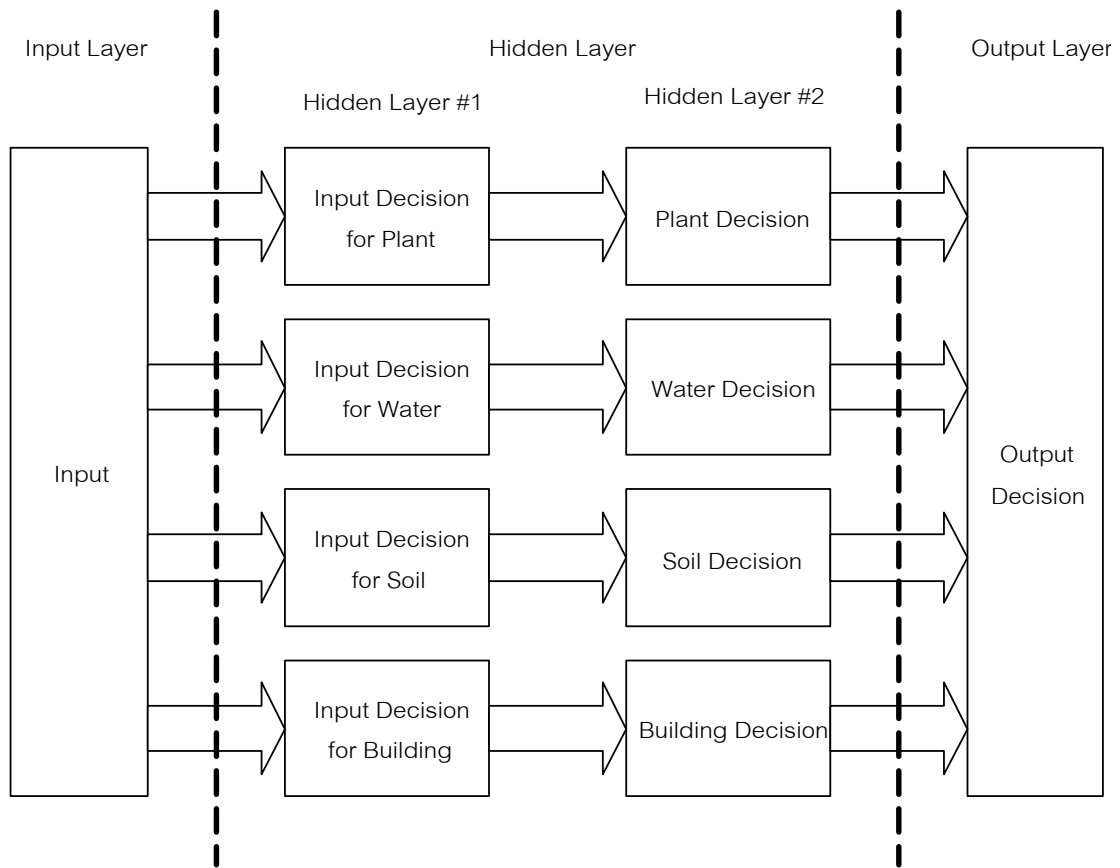 Input Layer
Hidden Layer
Output Layer
Hidden Layer #1
Hidden Layer #2
Input
Input Decision
for Plant
Plant Decision
Input Decision
for Water
Water Decision
Input Decision
for Soil
Soil Decision
Input Decision
for Building
Building Decision
Output
Decision